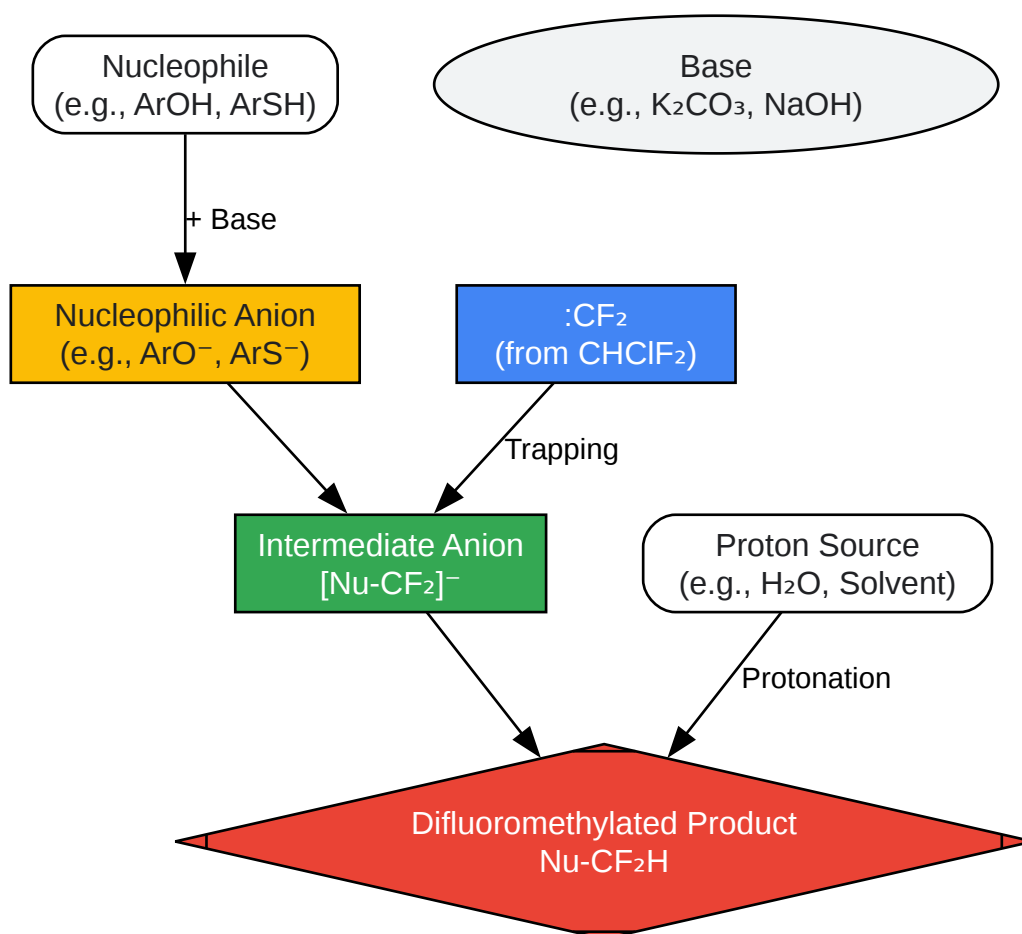 Nucleophile
(e.g., ArOH, ArSH)
Base
(e.g., K₂CO₃, NaOH)
+ Base
Nucleophilic Anion
(e.g., ArO⁻, ArS⁻)
:CF₂
(from CHClF₂)
Trapping
Intermediate Anion
[Nu-CF₂]⁻
Proton Source
(e.g., H₂O, Solvent)
Protonation
Difluoromethylated Product
Nu-CF₂H